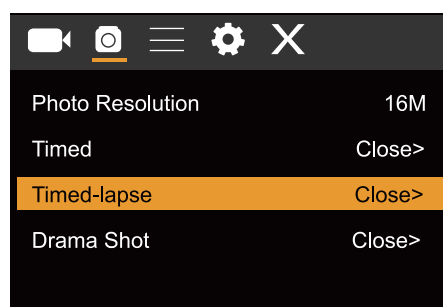 Photo Resolution 16M
Timed Close>
Timed-lapse Close>
Drama Shot Close>